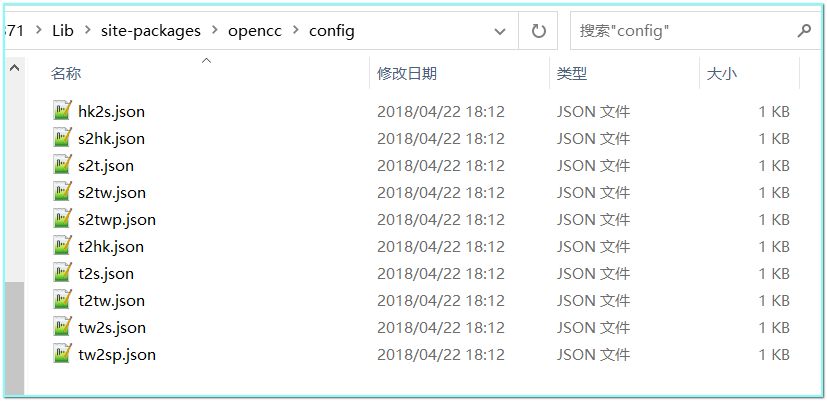 371 Lib site-packages opencc config 搜索"config"
名称 修改日期 类型 大小
hk2s.json 2018/04/22 18:12 JSON 文件 1 KB
s2hk.json 2018/04/22 18:12 JSON 文件 1 KB
s2t.json 2018/04/22 18:12 JSON 文件 1 KB
s2tw.json 2018/04/22 18:12 JSON 文件 1 KB
s2twp.json 2018/04/22 18:12 JSON 文件 1 KB
t2hk.json 2018/04/22 18:12 JSON 文件 1 KB
t2s.json 2018/04/22 18:12 JSON 文件 1 KB
t2tw.json 2018/04/22 18:12 JSON 文件 1 KB
tw2s.json 2018/04/22 18:12 JSON 文件 1 KB
tw2sp.json 2018/04/22 18:12 JSON 文件 1 KB